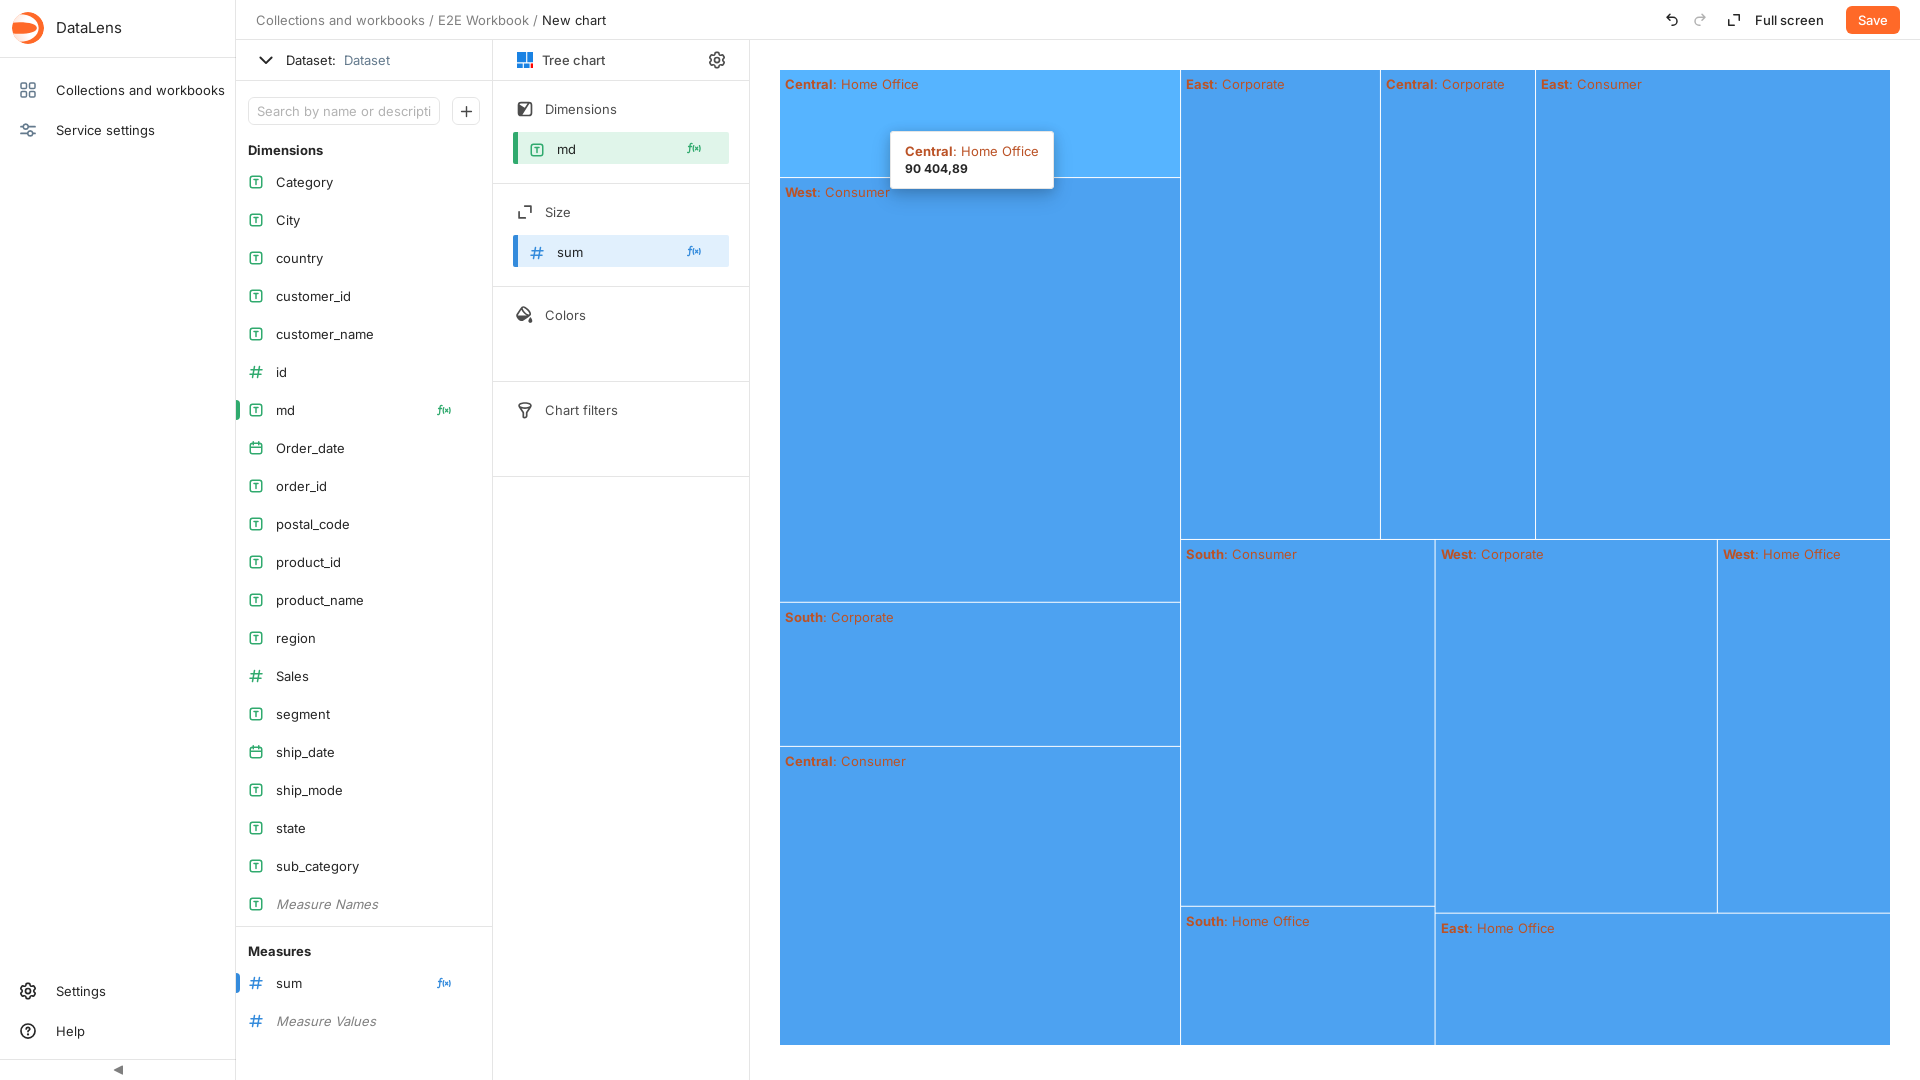 DataLens
Collections and workbooks
Service settings
Settings
Help
Collections and workbooks / E2E Workbook / New chart
Full screen
Save
Dataset: Dataset
Search by name or descripti
Dimensions
Category
City
country
customer_id
customer_name
id
md
Order_date
order_id
postal_code
product_id
product_name
region
Sales
segment
ship_date
ship_mode
state
sub_category
Measure Names
Measures
sum
Measure Values
Tree chart
Dimensions
md
Size
sum
Colors
Chart filters
Central: Home Office
East: Corporate
Central: Corporate
East: Consumer
Central: Home Office
90 404,89
West: Consumer
South: Consumer
West: Corporate
West: Home Office
South: Corporate
Central: Consumer
South: Home Office
East: Home Office